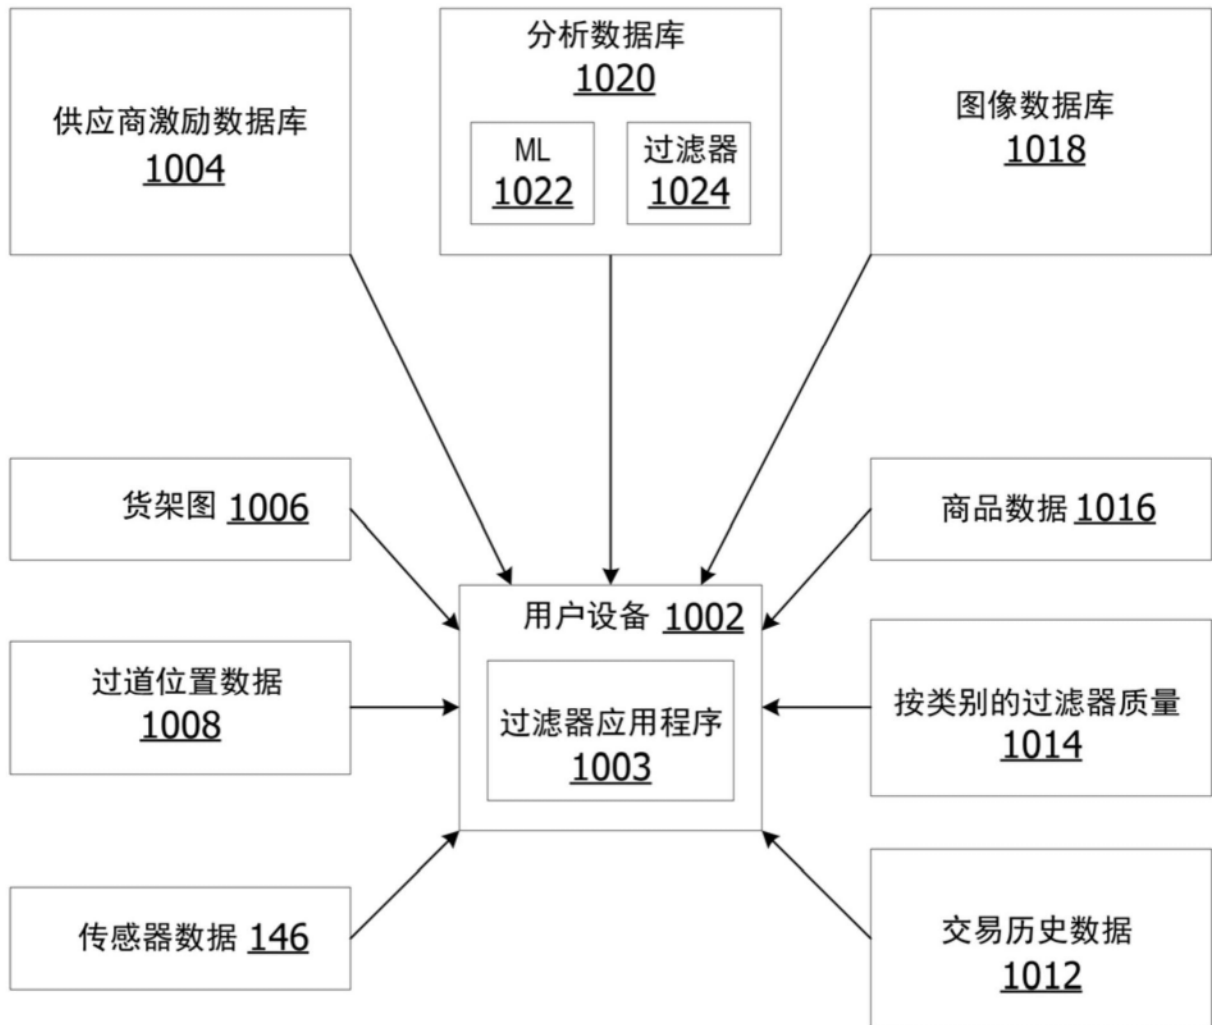 分析数据库
1020
供应商激励数据库
1004
ML
1022
过滤器
1024
图像数据库
1018
货架图 1006
商品数据 1016
用户设备 1002
过滤器应用程序
1003
过道位置数据
1008
按类别的过滤器质量
1014
传感器数据 146
交易历史数据
1012